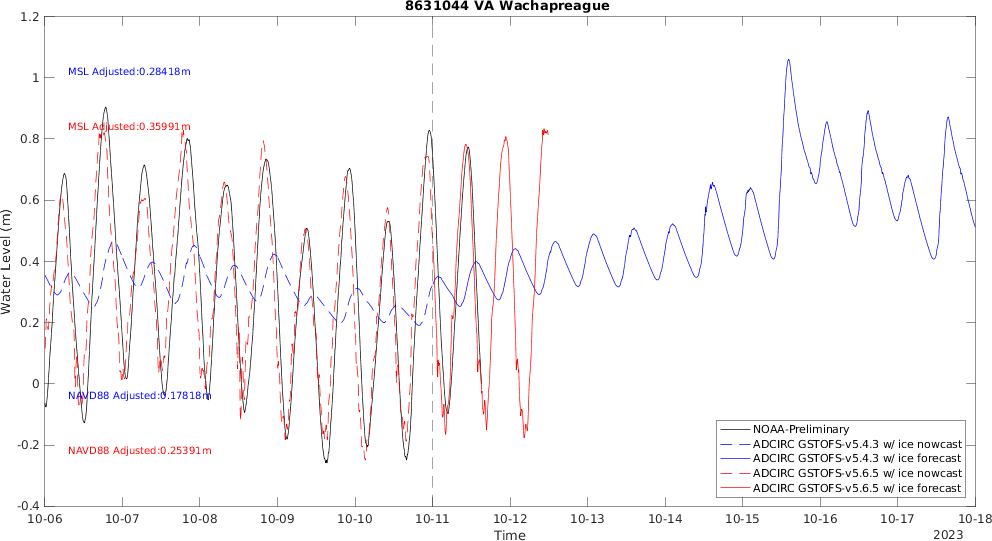 8631044 VA Wachapreague
1.2
1
0.8
0.6
0.4
0.2
0
-0.2
-0.4
Water Level (m)
MSL Adjusted:0.28418m
MSL Adjusted:0.35991m
NAVD88 Adjusted:0.17818m
NAVD88 Adjusted:0.25391m
NOAA-Preliminary
ADCIRC GSTOFS-v5.4.3 w/ ice nowcast
ADCIRC GSTOFS-v5.4.3 w/ ice forecast
ADCIRC GSTOFS-v5.6.5 w/ ice nowcast
ADCIRC GSTOFS-v5.6.5 w/ ice forecast
10-06 10-07 10-08 10-09 10-10 10-11 10-12 10-13 10-14 10-15 10-16 10-17 10-18
Time
2023